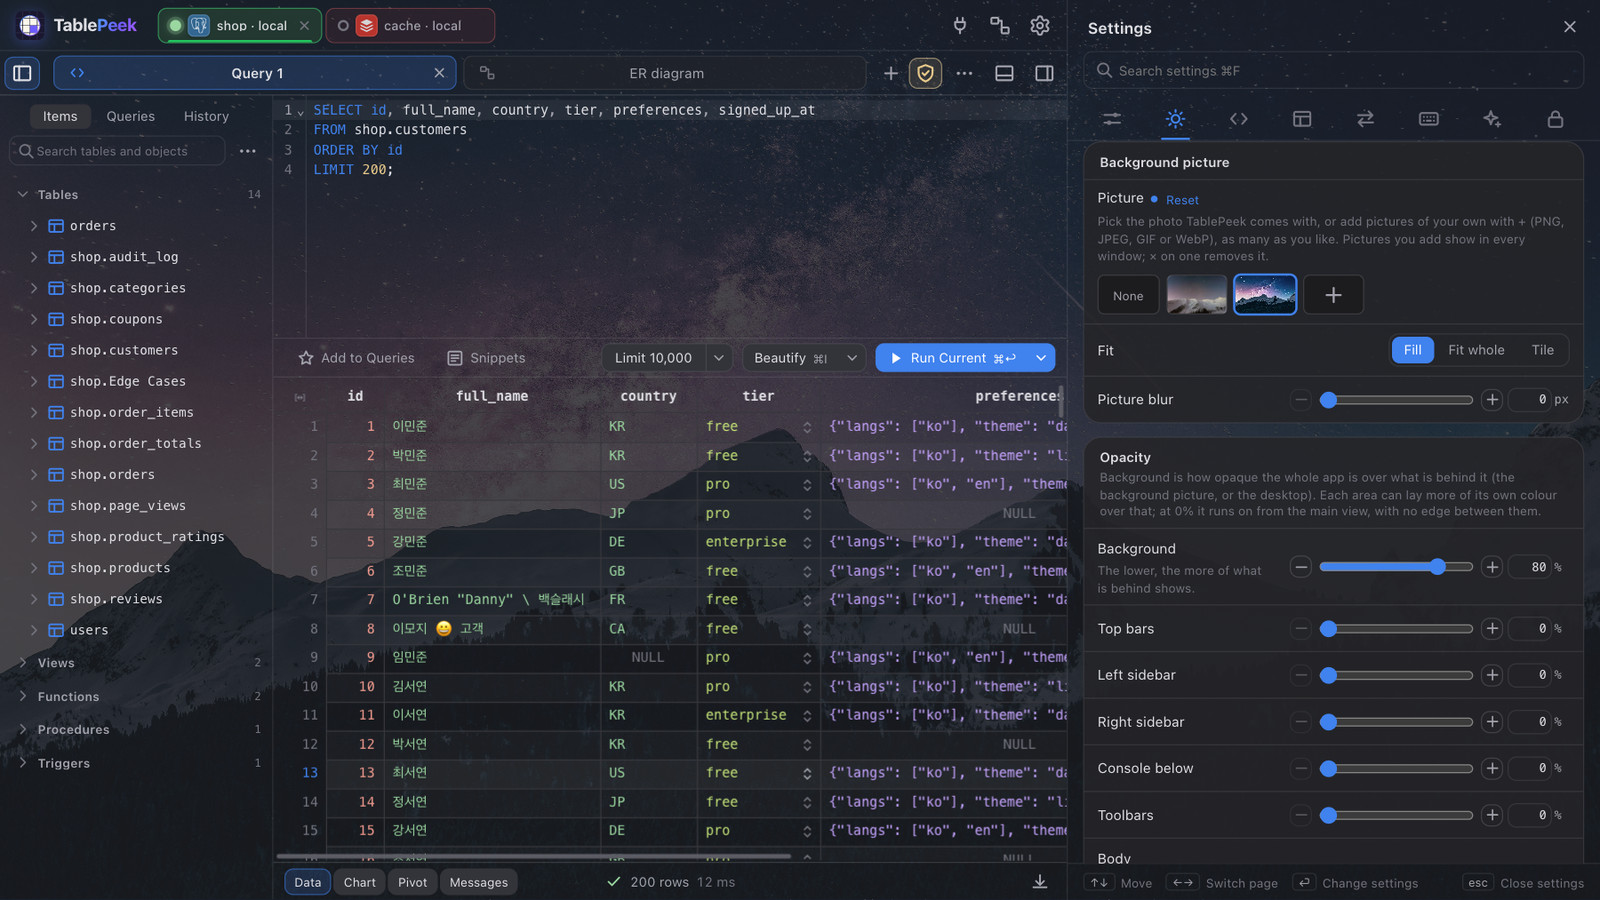 TablePeek
shop · local
cache · local
Query 1
ER diagram
Items
Queries
History
Search tables and objects
Tables 14
orders
shop.audit_log
shop.categories
shop.coupons
shop.customers
shop.Edge Cases
shop.order_items
shop.order_totals
shop.orders
shop.page_views
shop.product_ratings
shop.products
shop.reviews
users
Views 2
Functions 2
Procedures 1
Triggers 1
1 SELECT id, full_name, country, tier, preferences, signed_up_at
2 FROM shop.customers
3 ORDER BY id
4 LIMIT 200;
Add to Queries
Snippets
Limit 10,000
Beautify ⌘I
Run Current ⌘↩
id full_name country tier preferences
1 1 이민준 KR free {"langs": ["ko"], "theme": "da
2 2 박민준 KR free {"langs": ["ko"], "theme": "li
3 3 최민준 US pro {"langs": ["ko", "en"], "theme
4 4 정민준 JP pro NULL
5 5 강민준 DE enterprise {"langs": ["ko"], "theme": "da
6 6 조민준 GB free {"langs": ["ko", "en"], "theme
7 7 O'Brien "Danny" \ 백슬래시 FR free {"langs": ["ko"], "theme": "da
8 8 이모지 😀 고객 CA free NULL
9 9 임민준 NULL pro {"langs": ["ko", "en"], "theme
10 10 김서연 KR pro {"langs": ["ko"], "theme": "li
11 11 이서연 KR enterprise {"langs": ["ko"], "theme": "da
12 12 박서연 KR free NULL
13 13 최서연 US free {"langs": ["ko"], "theme": "da
14 14 정서연 JP free {"langs": ["ko"], "theme": "li
15 15 강서연 DE pro {"langs": ["ko", "en"], "theme
Data
Chart
Pivot
Messages
200 rows 12 ms
Settings
Search settings ⌘F
Background picture
Picture Reset
Pick the photo TablePeek comes with, or add pictures of your own with + (PNG,
JPEG, GIF or WebP), as many as you like. Pictures you add show in every
window; × on one removes it.
None
Fit
Fill
Fit whole
Tile
Picture blur 0 px
Opacity
Background is how opaque the whole app is over what is behind it (the
background picture, or the desktop). Each area can lay more of its own colour
over that; at 0% it runs on from the main view, with no edge between them.
Background
The lower, the more of what
is behind shows.
80 %
Top bars 0 %
Left sidebar 0 %
Right sidebar 0 %
Console below 0 %
Toolbars 0 %
Body
↑↓ Move
←→ Switch page
↩ Change settings
esc Close settings